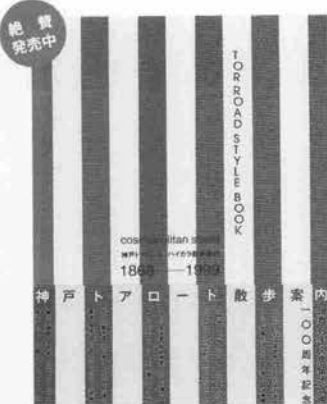 絶賛
発売中
TOR ROAD STYLE BOOK
cosmopolitan
1868 — 1999
神戸トアロード散歩案内
一〇〇周年記念